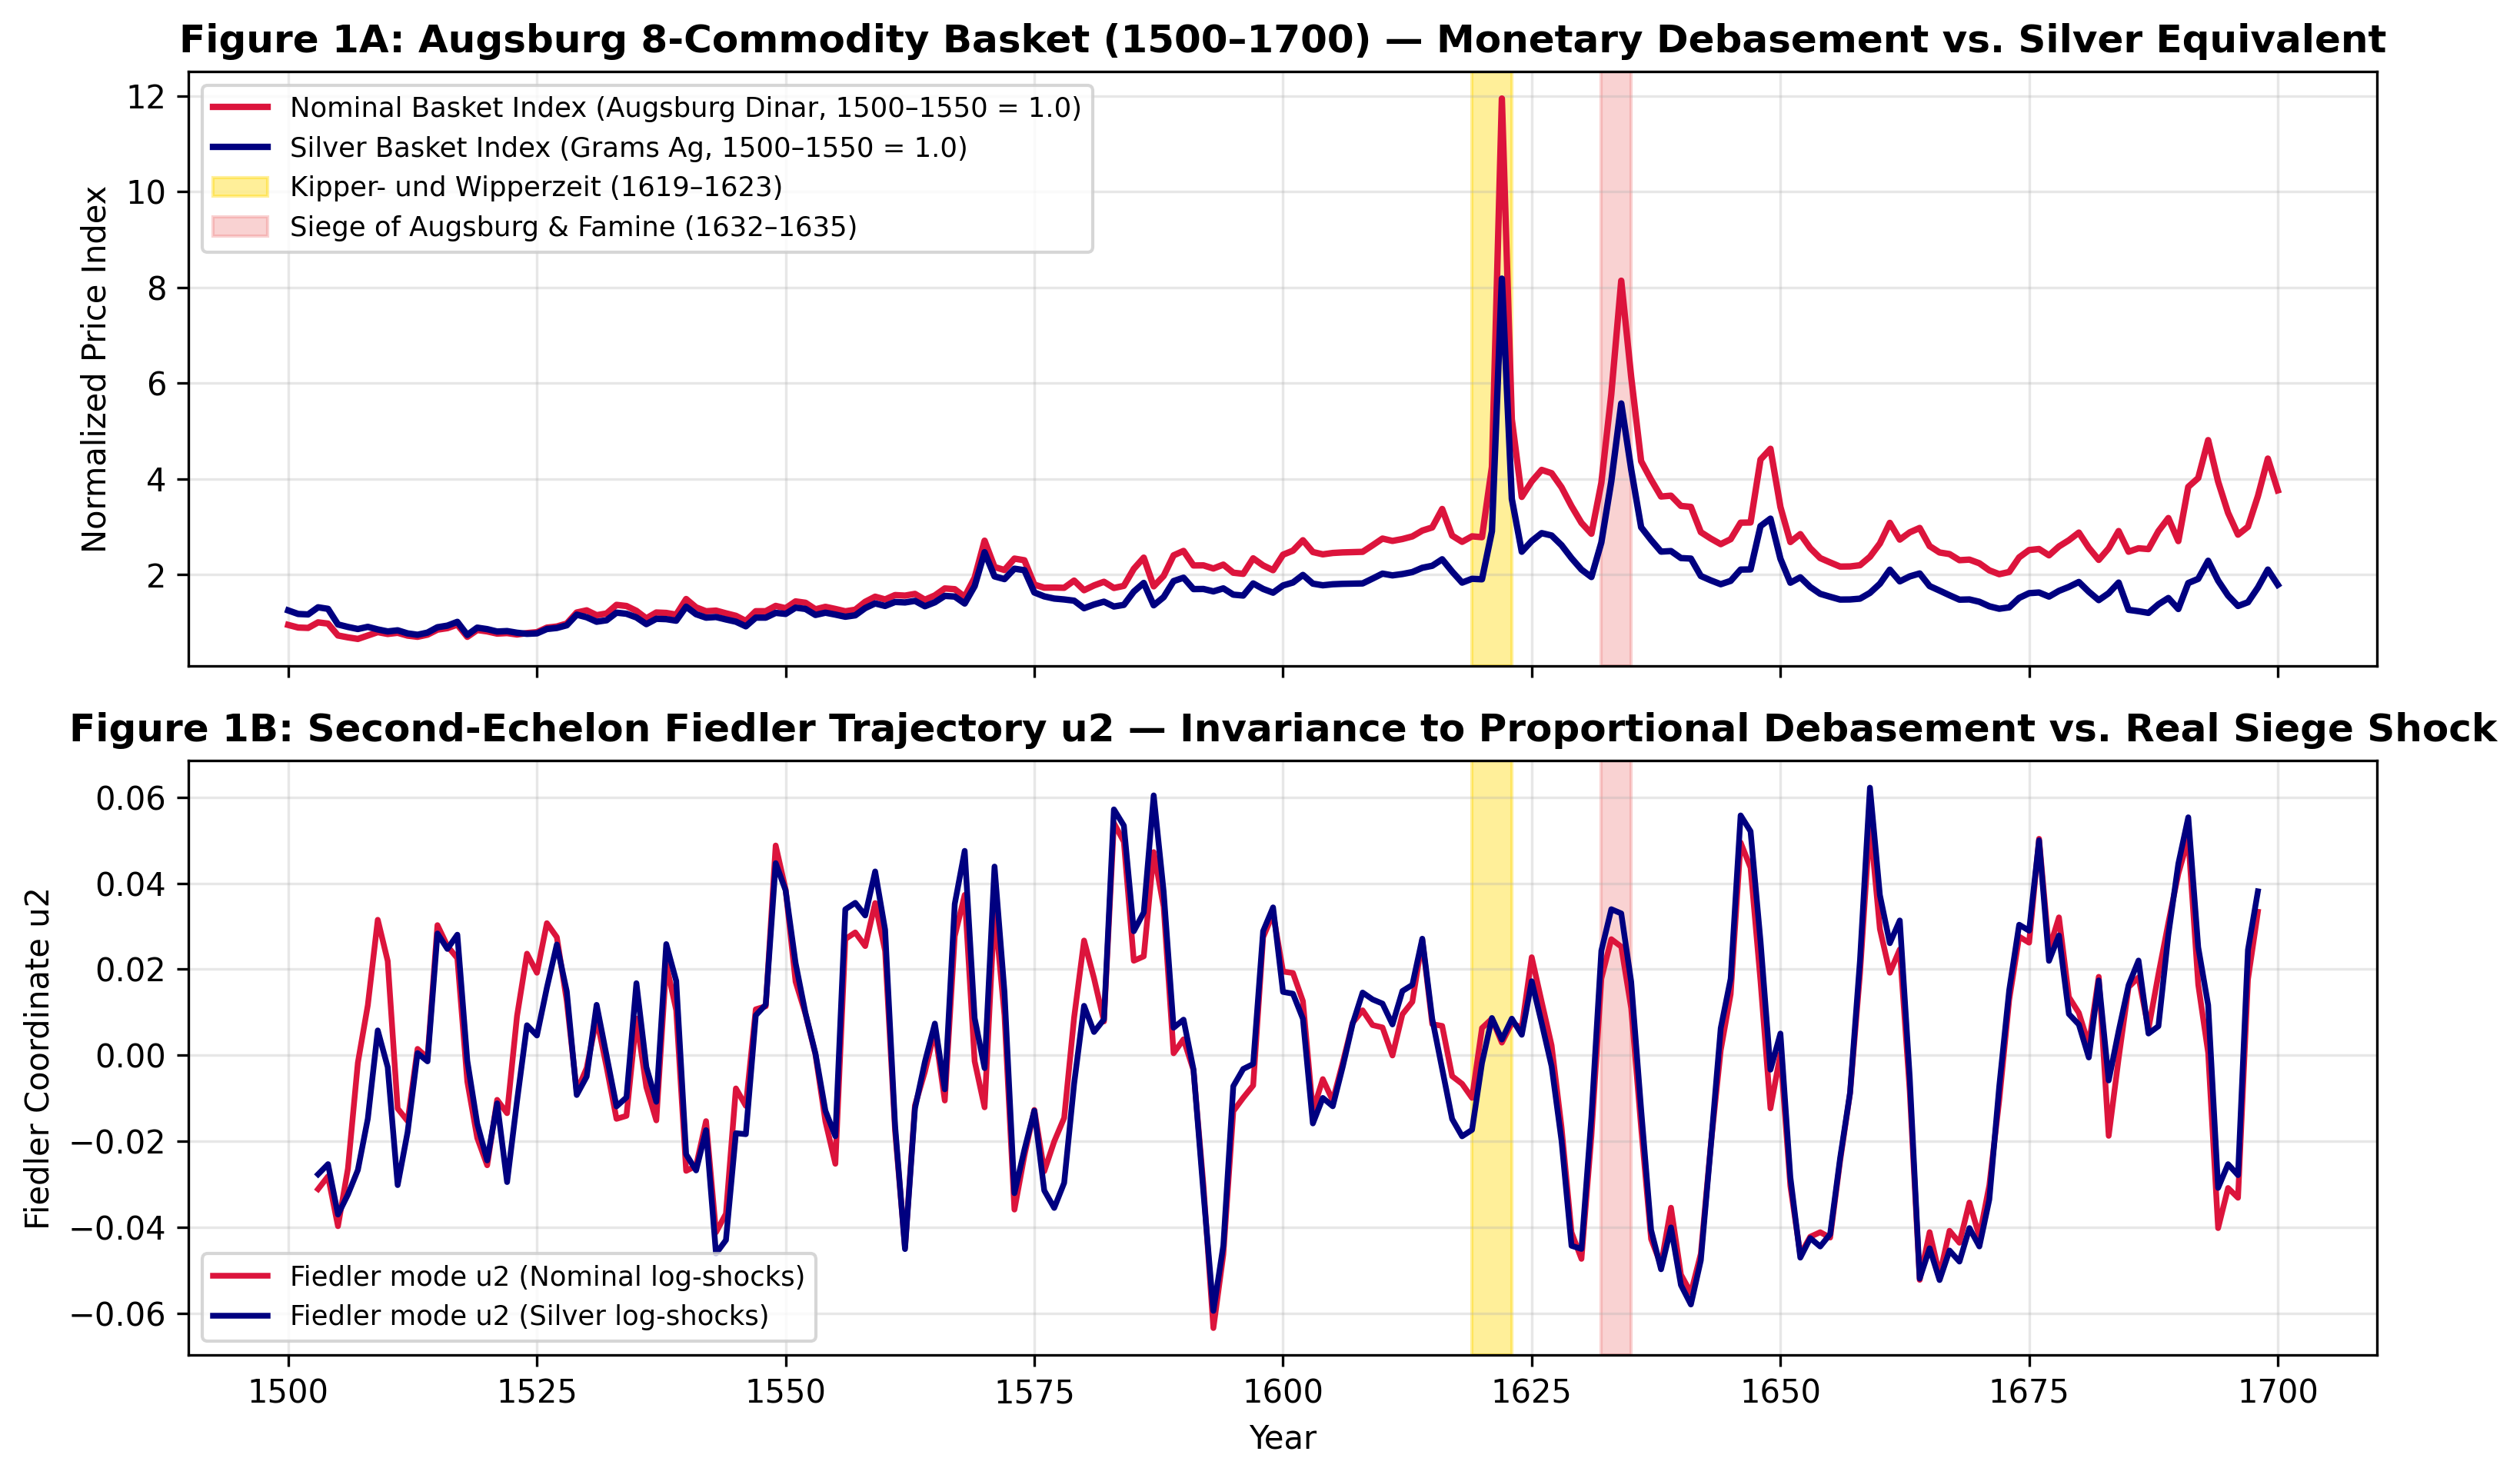 Figure 1A: Augsburg 8-Commodity Basket (1500–1700) — Monetary Debasement vs. Silver Equivalent
Normalized Price Index
12
10
8
6
4
2
Nominal Basket Index (Augsburg Dinar, 1500–1550 = 1.0)
Silver Basket Index (Grams Ag, 1500–1550 = 1.0)
Kipper- und Wipperzeit (1619–1623)
Siege of Augsburg & Famine (1632–1635)
Figure 1B: Second-Echelon Fiedler Trajectory u2 — Invariance to Proportional Debasement vs. Real Siege Shock
Fiedler Coordinate u2
0.06
0.04
0.02
0.00
−0.02
−0.04
−0.06
Fiedler mode u2 (Nominal log-shocks)
Fiedler mode u2 (Silver log-shocks)
1500 1525 1550 1575 1600 1625 1650 1675 1700
Year